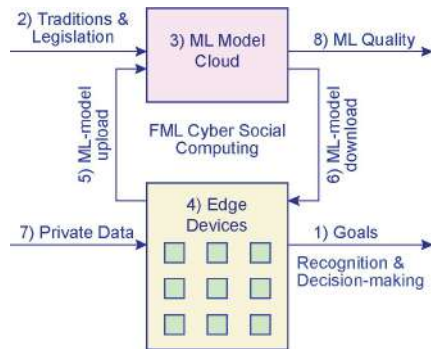 2) Traditions &
Legislation
3) ML Model
Cloud
8) ML Quality
5) ML-model
upload
FML Cyber Social
Computing
6) ML-model
download
4) Edge
Devices
7) Private Data
1) Goals
Recognition &
Decision-making